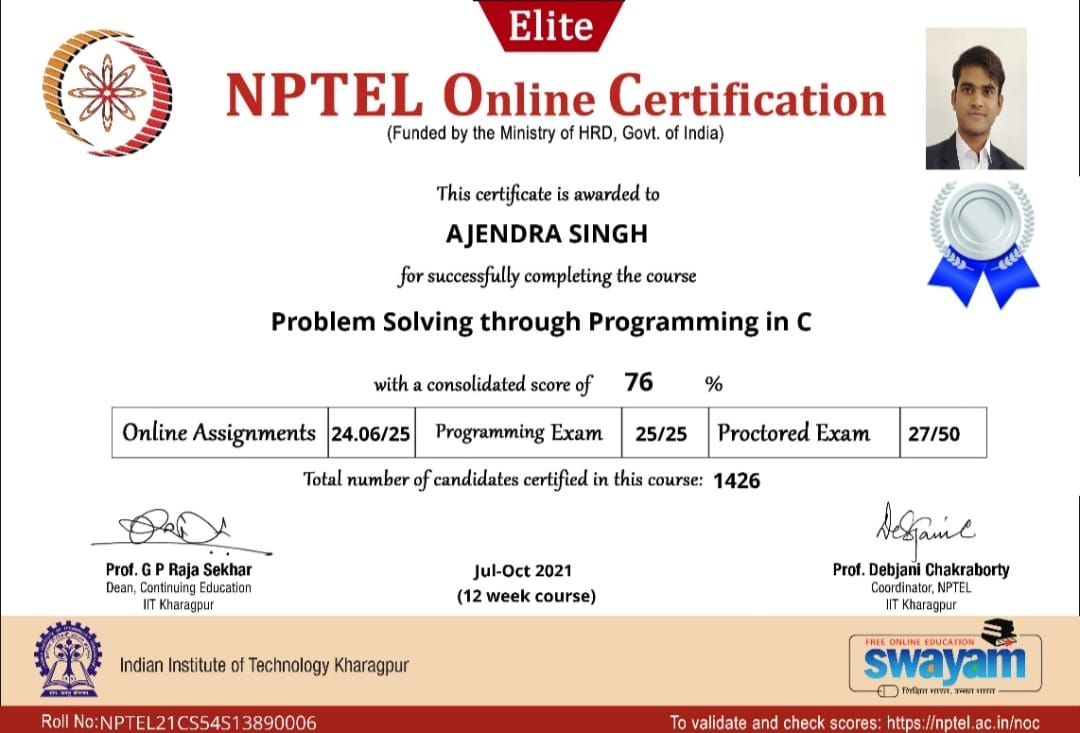 Elite
NPTEL Online Certification
(Funded by the Ministry of HRD, Govt. of India)
This certificate is awarded to
AJENDRA SINGH
for successfully completing the course
Problem Solving through Programming in C
with a consolidated score of 76 %
Online Assignments 24.06/25 Programming Exam 25/25 Proctored Exam 27/50
Total number of candidates certified in this course: 1426
Prof. G P Raja Sekhar
Dean, Continuing Education
IIT Kharagpur
Jul-Oct 2021
(12 week course)
Prof. Debjani Chakraborty
Coordinator, NPTEL
IIT Kharagpur
Indian Institute of Technology Kharagpur
FREE ONLINE EDUCATION
swayam
शिक्षित भारत, उन्नत भारत
Roll No:NPTEL21CS54S13890006
To validate and check scores: https://nptel.ac.in/noc